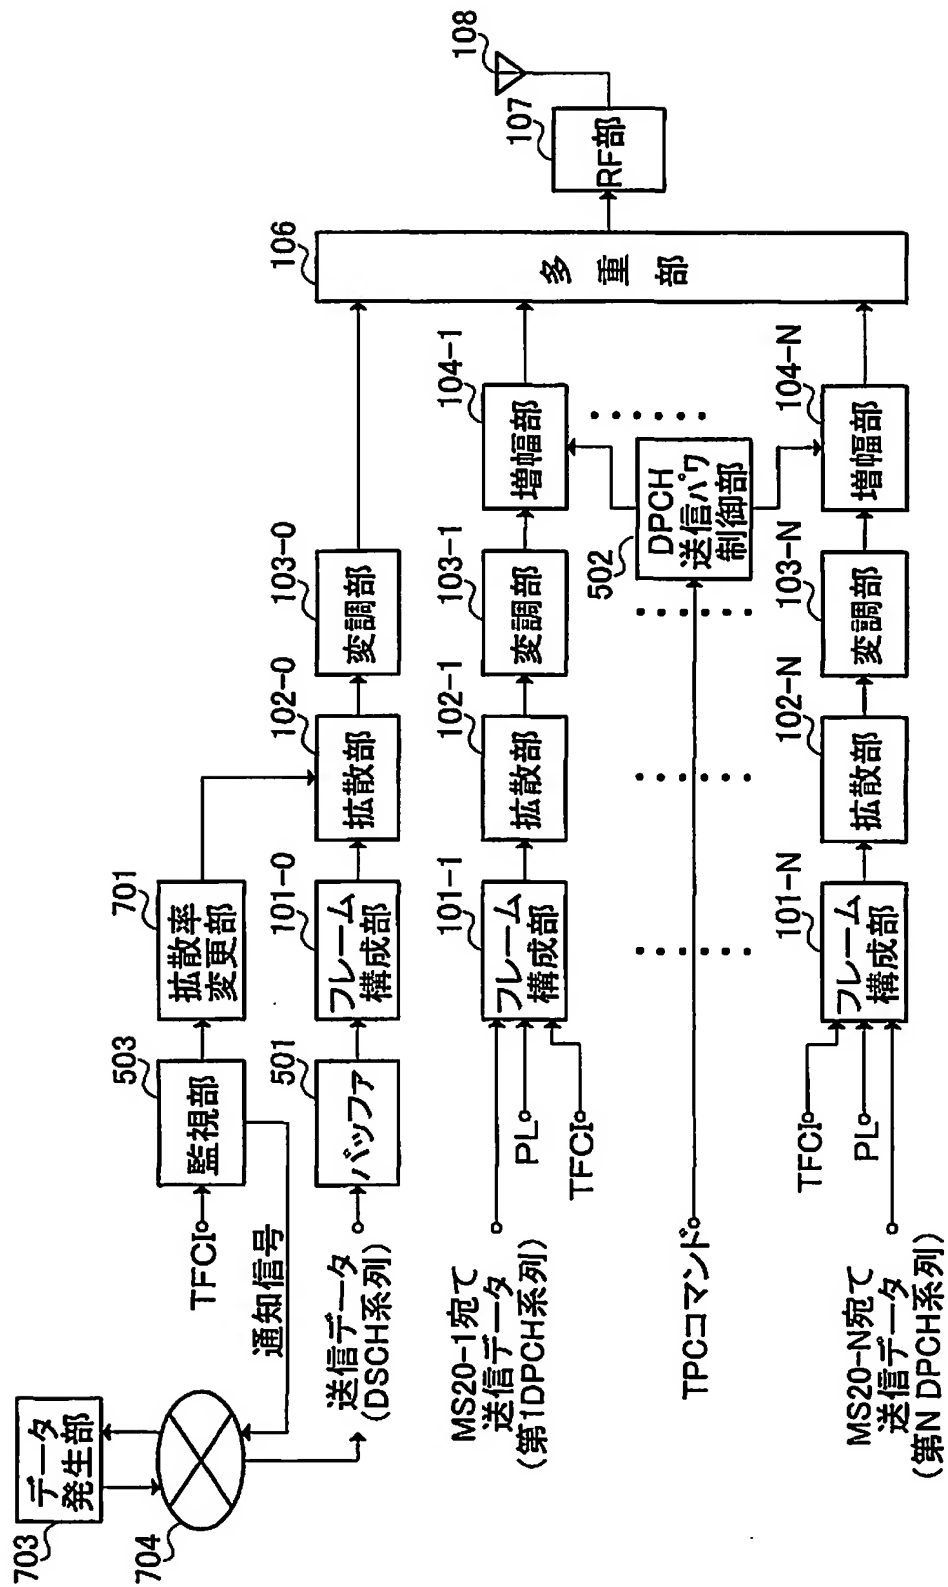 703
データ
発生部
704
通知信号
TFCI
503
監視部
701
拡散率
変更部
送信データ
(DSCH系列)
501
バッファ
101-0
フレーム
構成部
102-0
拡散部
103-0
変調部
106
多重部
107
RF部
108
MS20-1宛て
送信データ
(第1DPCH系列)
PL
TFCI
101-1
フレーム
構成部
102-1
拡散部
103-1
変調部
104-1
増幅部
TPCコマンド
502
DPCH
送信パワ
制御部
TFCI
PL
MS20-N宛て
送信データ
(第N DPCH系列)
101-N
フレーム
構成部
102-N
拡散部
103-N
変調部
104-N
増幅部